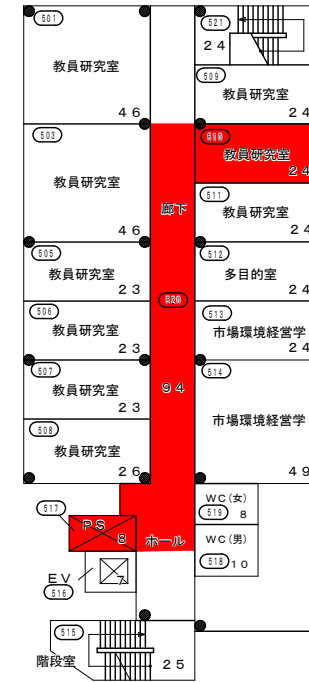 501
教員研究室
46
521
24
509
教員研究室
24
503
教員研究室
46
510
教員研究室
24
廊下
511
教員研究室
24
505
教員研究室
23
512
多目的室
24
506
教員研究室
23
520
513
市場環境経営学
24
507
教員研究室
23
94
514
市場環境経営学
49
508
教員研究室
26
517
PS
8
ホール
WC(女)
519 8
WC(男)
518 10
EV
516
7
515
階段室
25